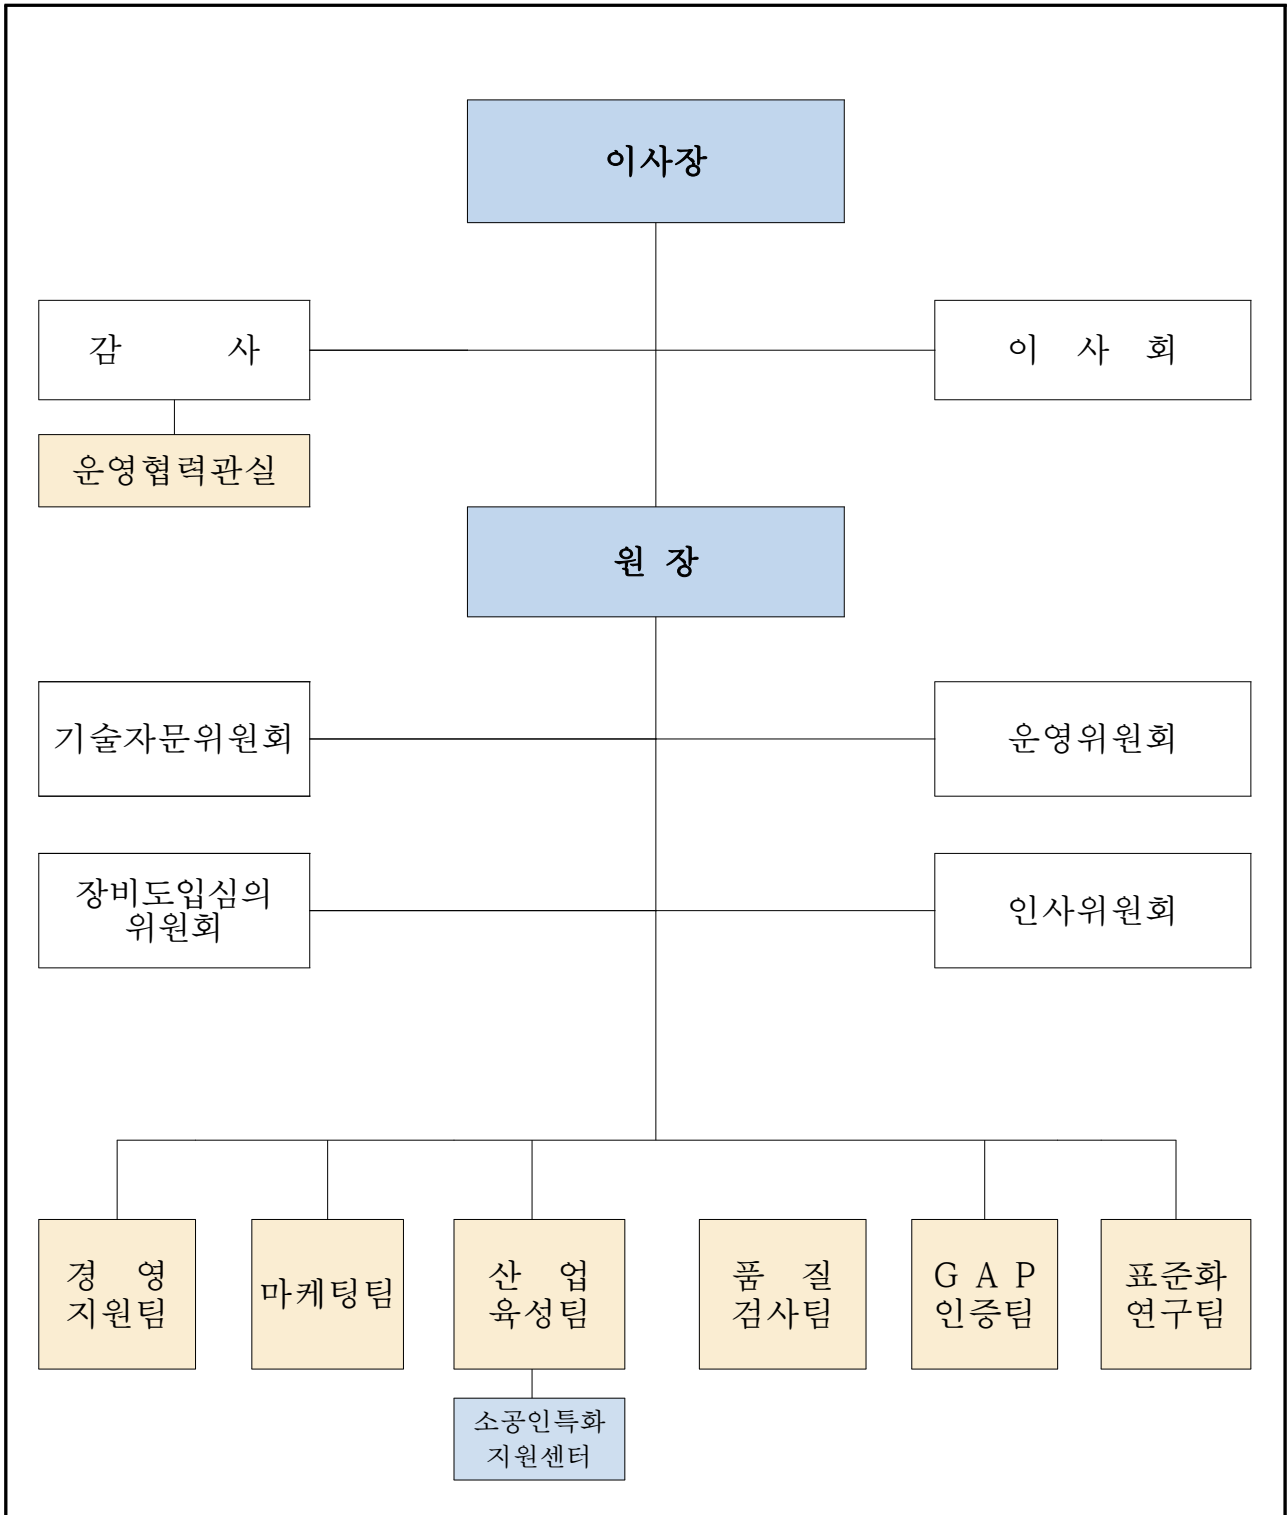 이사장
감 사
이 사 회
운영협력관실
원 장
기술자문위원회
운영위원회
장비도입심의
위원회
인사위원회
경 영
지원팀
마케팅팀
산 업
육성팀
품 질
검사팀
G A P
인증팀
표준화
연구팀
소공인특화
지원센터